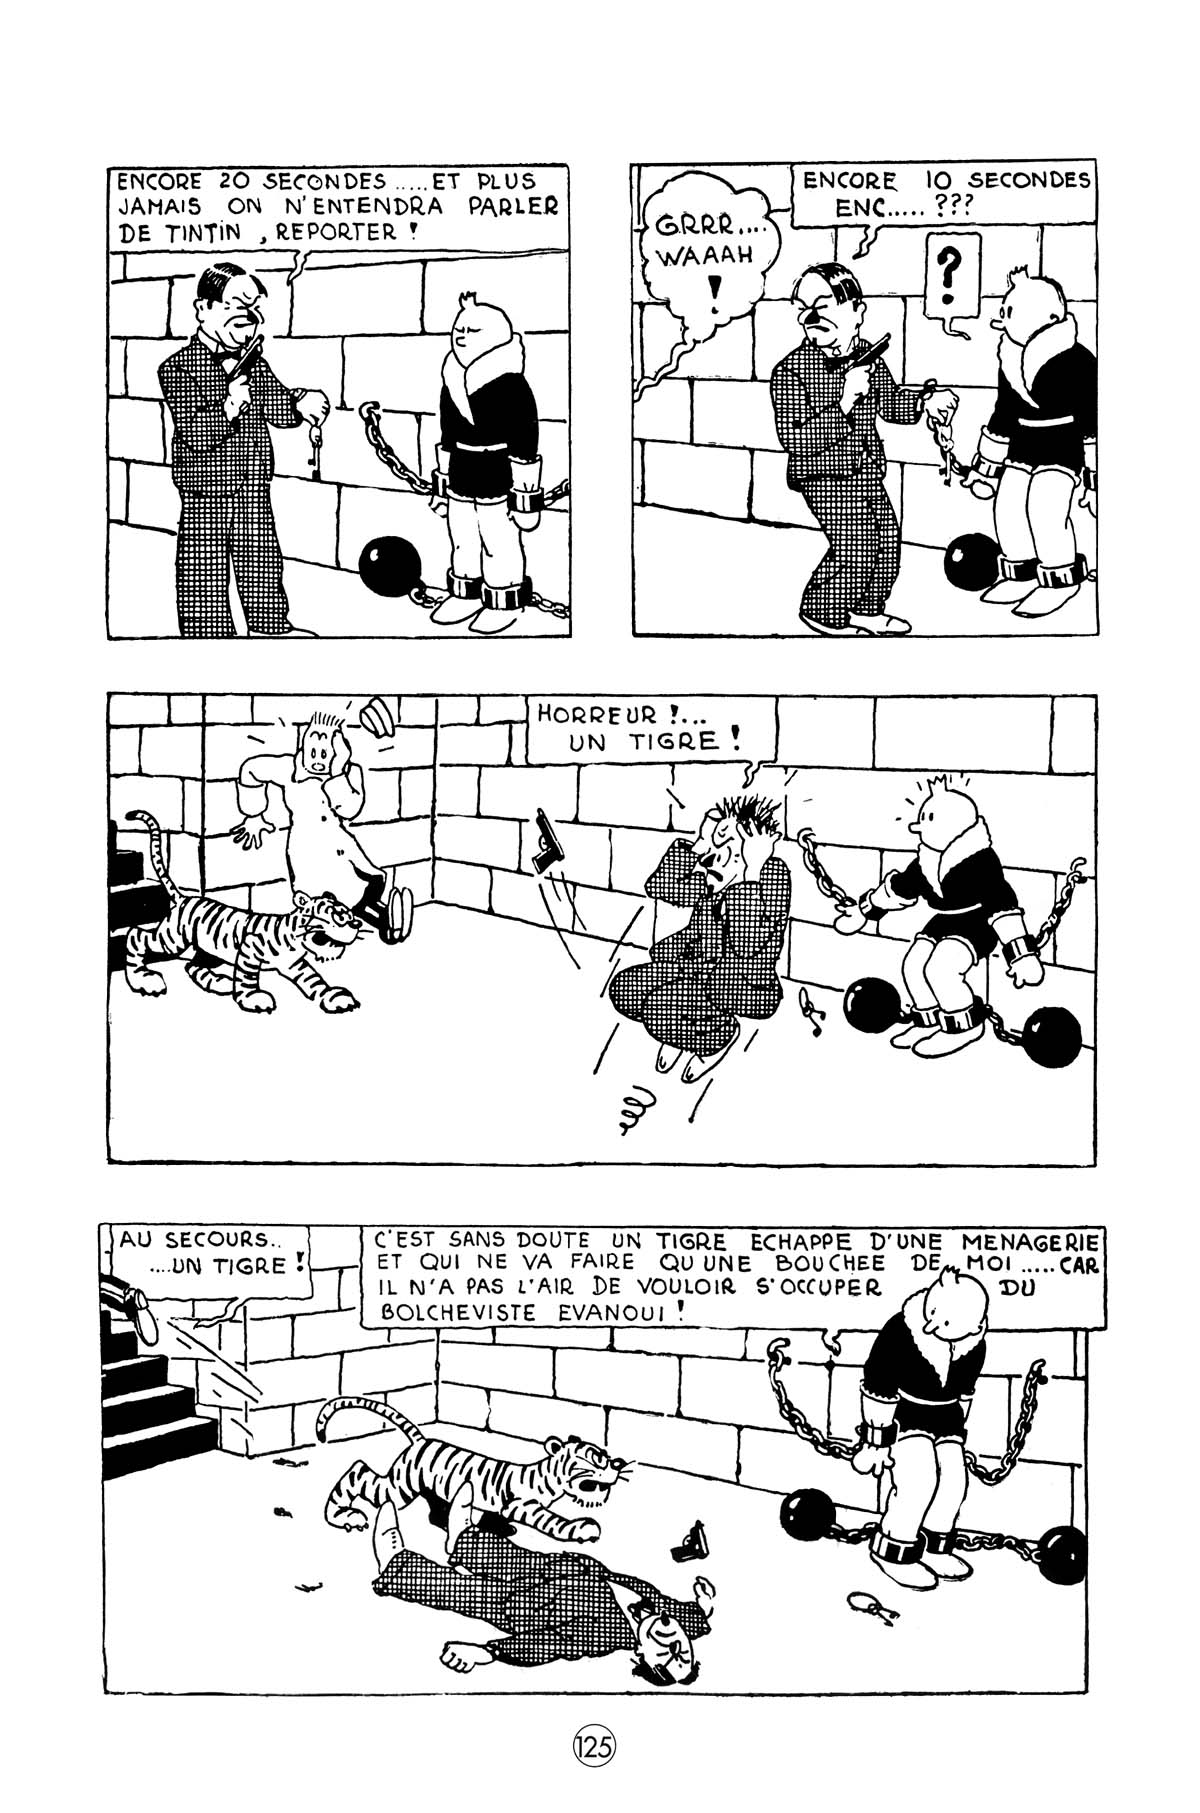 ENCORE 20 SECONDES .....ET PLUS
JAMAIS ON N'ENTENDRA PARLER
DE TINTIN , REPORTER !
GRRR....
WAAAH
!
ENCORE 10 SECONDES
ENC..... ???
?
HORREUR !...
UN TIGRE !
AU SECOURS..
....UN TIGRE !
C'EST SANS DOUTE UN TIGRE ECHAPPE D'UNE MENAGERIE
ET QUI NE VA FAIRE QU'UNE BOUCHEE DE MOI .....CAR
IL N'A PAS L'AIR DE VOULOIR S'OCCUPER DU
BOLCHEVISTE EVANOUI !
125